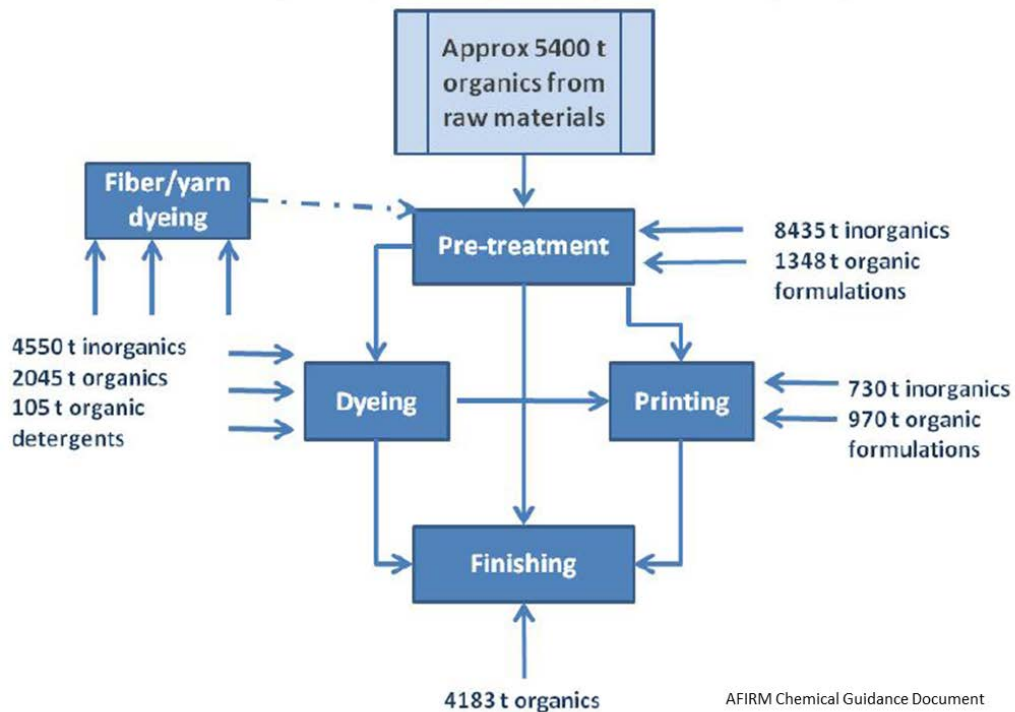 Approx 5400 t
organics from
raw materials
Fiber/yarn
dyeing
Pre-treatment
8435 t inorganics
1348 t organic
formulations
4550 t inorganics
2045 t organics
105 t organic
detergents
Dyeing
Printing
730 t inorganics
970 t organic
formulations
Finishing
4183 t organics
AFIRM Chemical Guidance Document